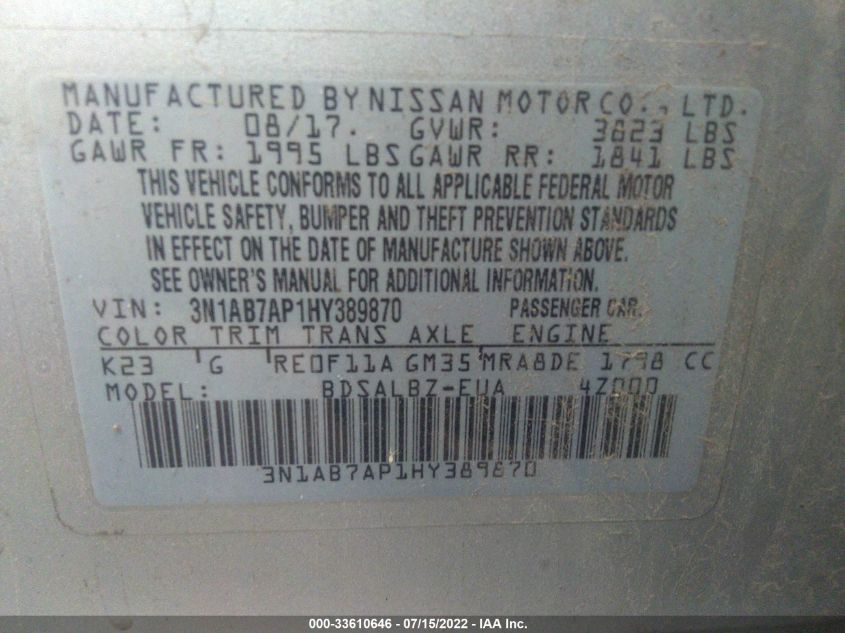 MANUFACTURED BY NISSAN MOTOR CO., LTD.
DATE: 08/17. GVWR: 3623 LBS
GAWR FR: 1995 LBS GAWR RR: 1841 LBS
THIS VEHICLE CONFORMS TO ALL APPLICABLE FEDERAL MOTOR
VEHICLE SAFETY, BUMPER AND THEFT PREVENTION STANDARDS
IN EFFECT ON THE DATE OF MANUFACTURE SHOWN ABOVE.
SEE OWNER'S MANUAL FOR ADDITIONAL INFORMATION.
VIN: 3N1AB7AP1HY389870 PASSENGER CAR.
COLOR TRIM TRANS AXLE ENGINE
K23 'G 'RE0F11A GM35'MRA8DE 1798 CC
MODEL: BDSALBZ-EUA 4Z000
3N1AB7AP1HY389870
000-33610646 - 07/15/2022 - IAA Inc.